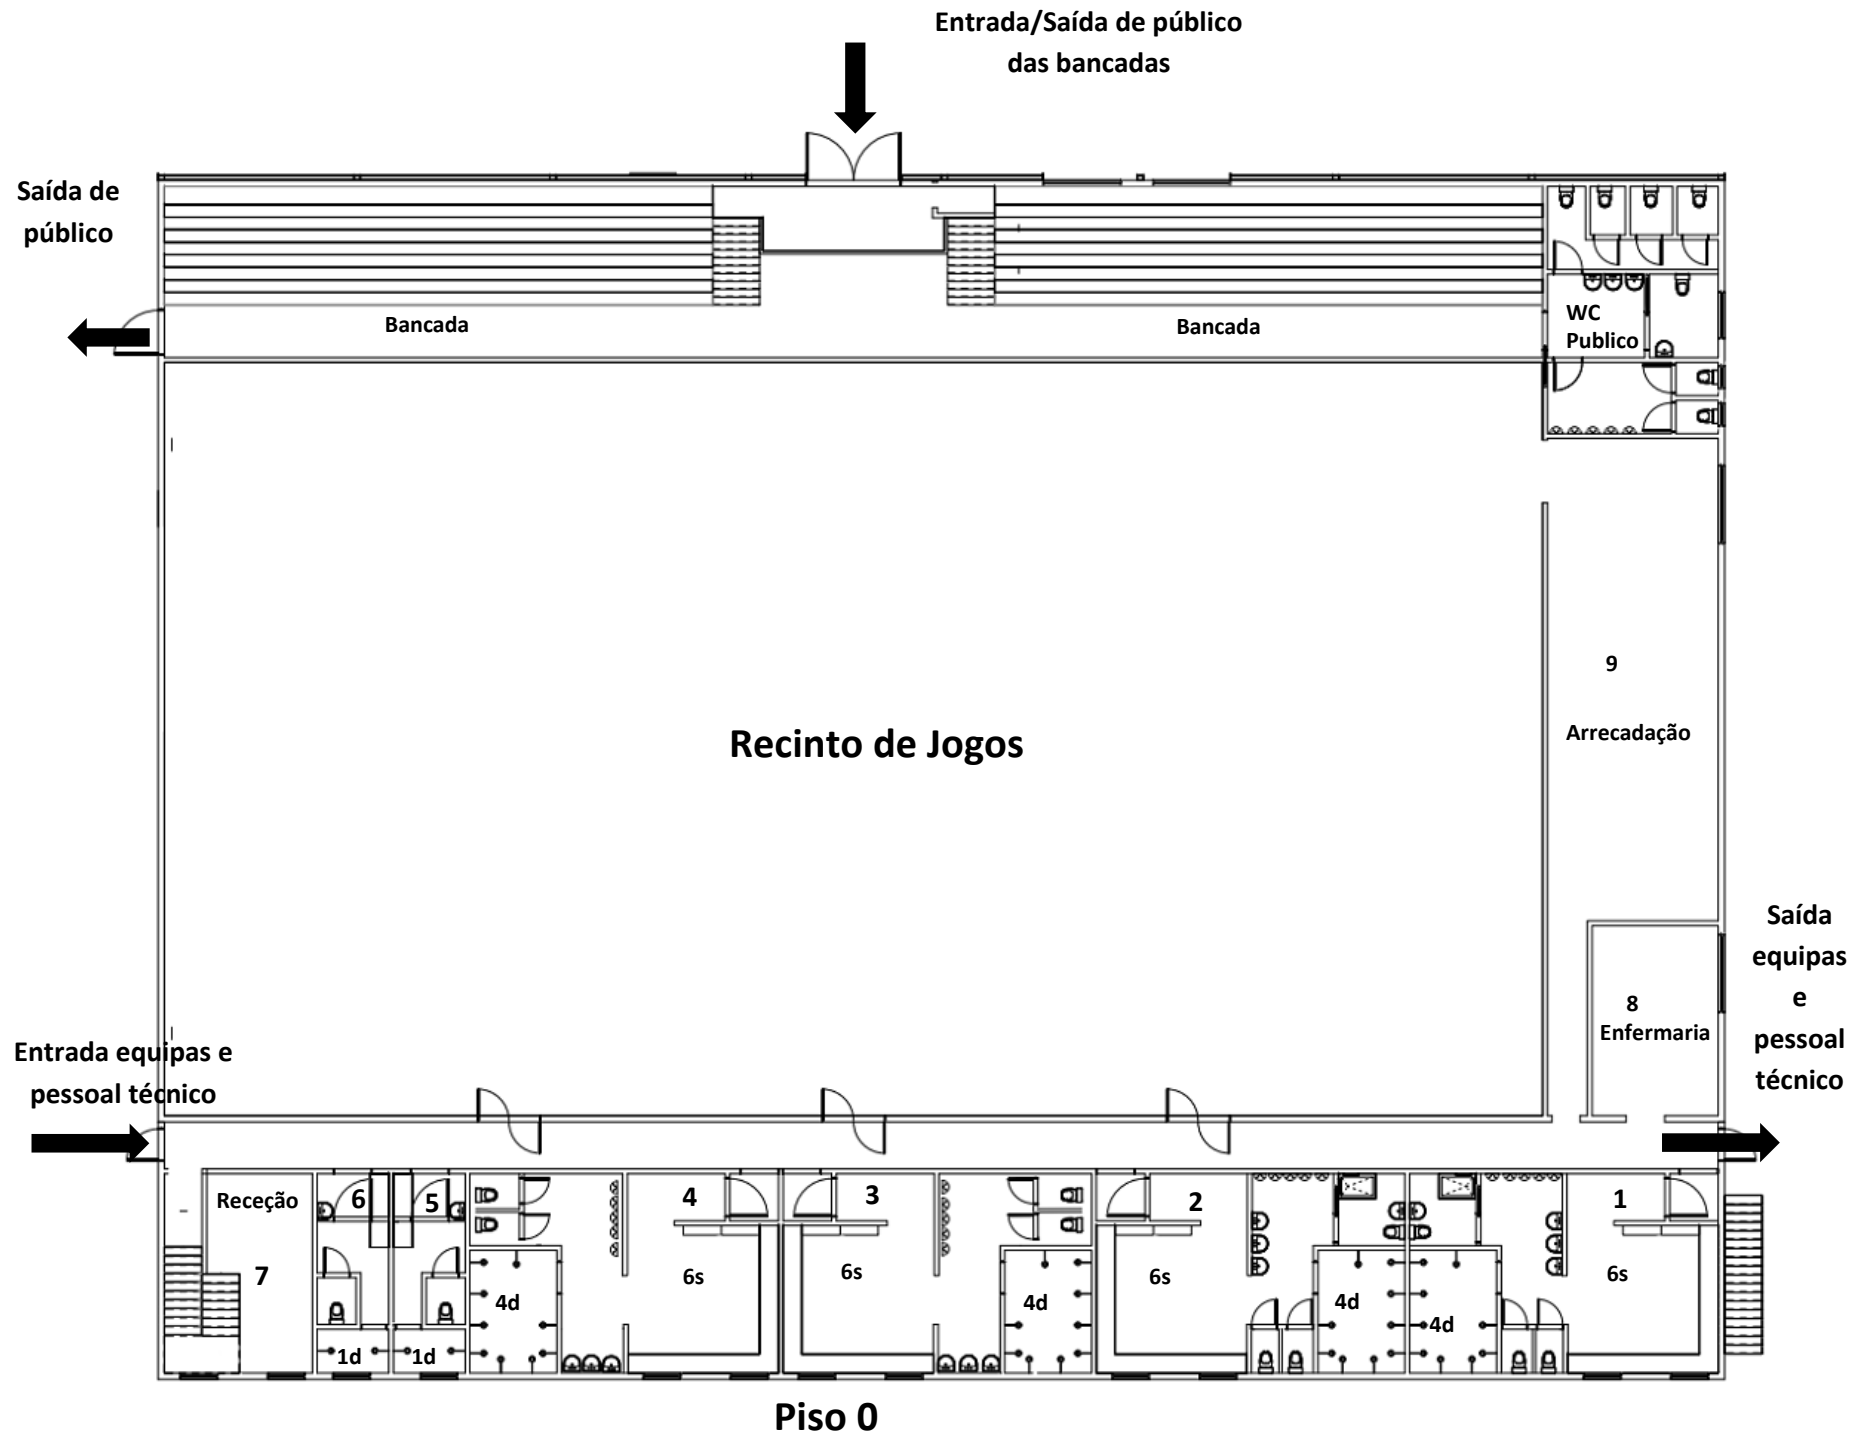 Entrada/Saída de público
das bancadas
Saída de
público
Bancada
Bancada
WC
Publico
9
Arrecadação
Recinto de Jogos
Saída
equipas
e
pessoal
técnico
8
Enfermaria
Entrada equipas e
pessoal técnico
Receção
7
6
5
4
3
2
1
6s
6s
6s
6s
4d
4d
4d
4d
1d
1d
Piso 0